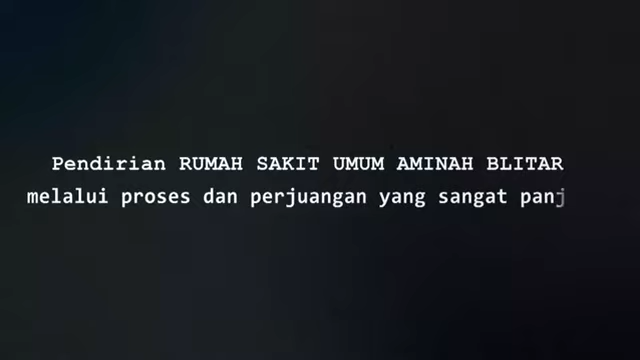 Pendirian RUMAH SAKIT UMUM AMINAH BLITAR
melalui proses dan perjuangan yang sangat panj